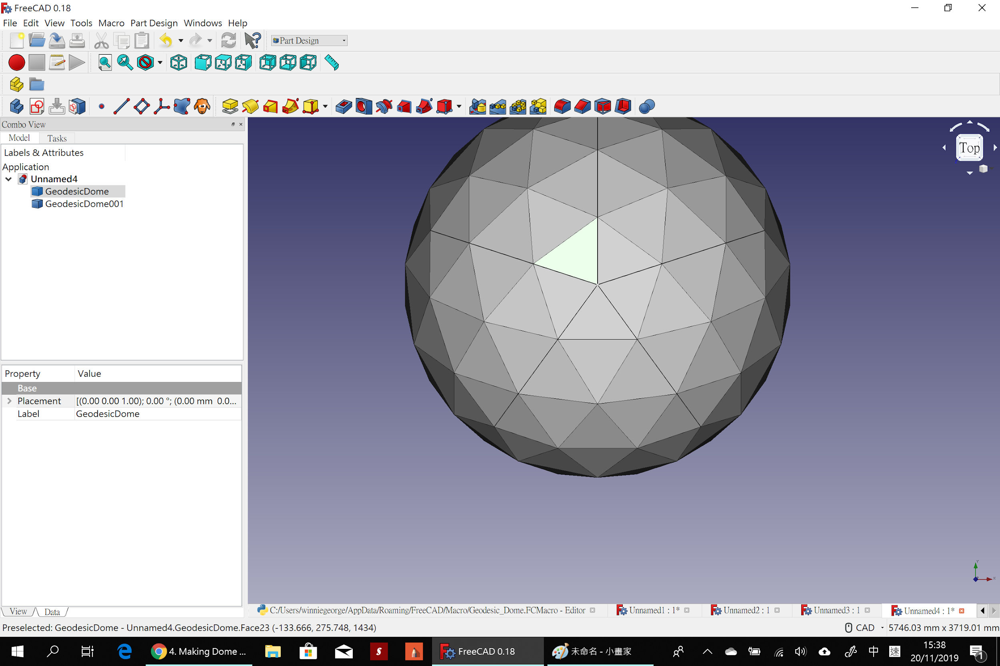 FreeCAD 0.18
File Edit View Tools Macro Part Design Windows Help
Part Design
Combo View
Model Tasks
Labels & Attributes
Application
Unnamed4
GeodesicDome
GeodesicDome001
Top
Property Value
Base
Placement [(0.00 0.00 1.00); 0.00 °; (0.00 mm 0.0...
Label GeodesicDome
Y
X
View Data
C:/Users/winniegeorge/AppData/Roaming/FreeCAD/Macro/Geodesic_Dome.FCMacro - Editor Unnamed1 : 1* Unnamed2 : 1 Unnamed3 : 1 Unnamed4 : 1*
Preselected: GeodesicDome - Unnamed4.GeodesicDome.Face23 (-133.666, 275.748, 1434) CAD 5746.03 mm x 3719.01 mm
4. Making Dome ... FreeCAD 0.18 未命名 - 小畫家 中 速 15:38
20/11/2019 1